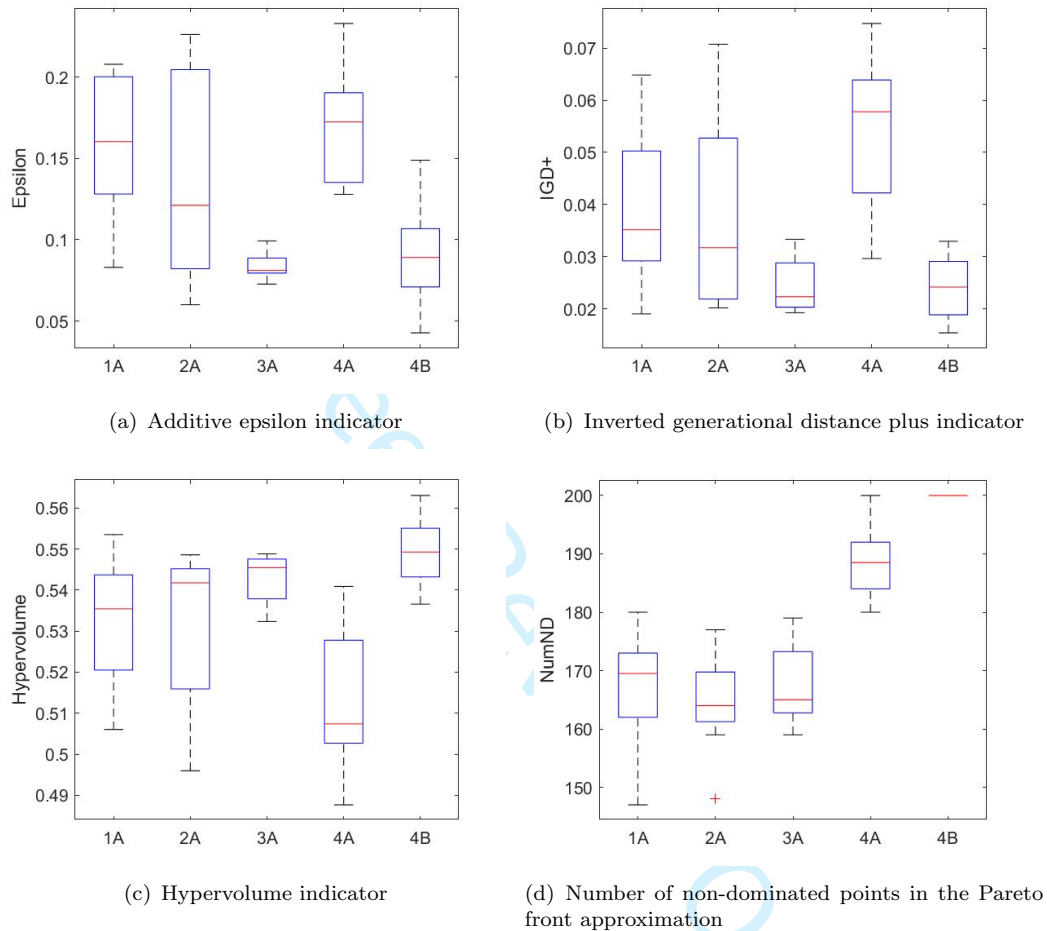 Epsilon
0.2
0.15
0.1
0.05
1A 2A 3A 4A 4B
(a) Additive epsilon indicator
IGD+
0.07
0.06
0.05
0.04
0.03
0.02
1A 2A 3A 4A 4B
(b) Inverted generational distance plus indicator
Hypervolume
0.56
0.55
0.54
0.53
0.52
0.51
0.5
0.49
1A 2A 3A 4A 4B
(c) Hypervolume indicator
NumND
200
190
180
170
160
150
1A 2A 3A 4A 4B
(d) Number of non-dominated points in the Pareto
front approximation